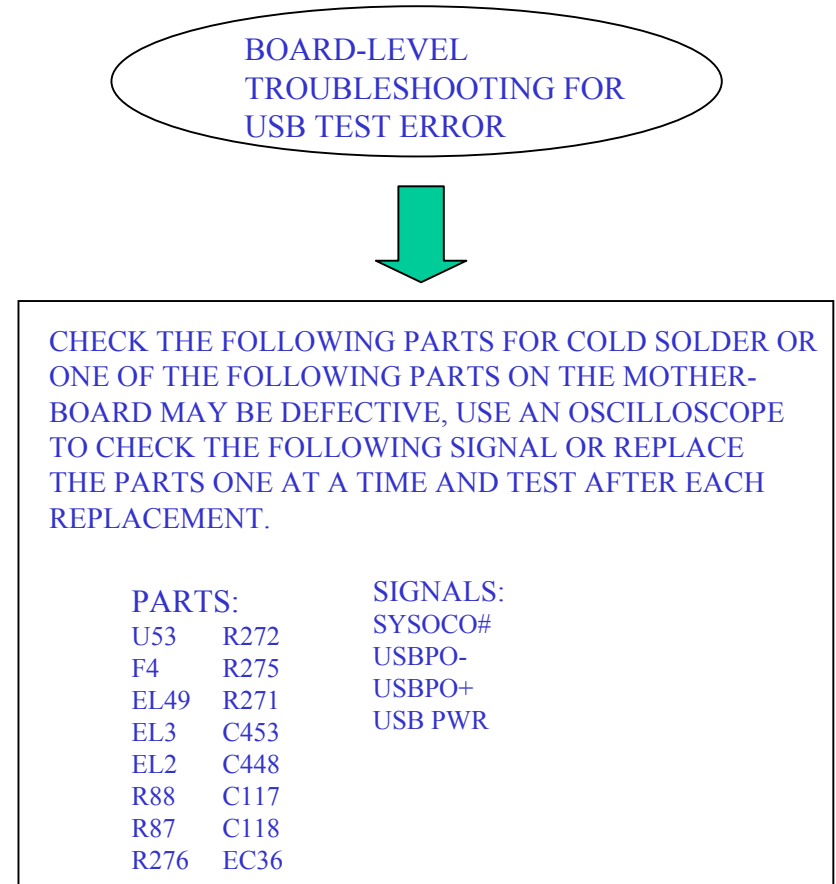 BOARD-LEVEL
TROUBLESHOOTING FOR
USB TEST ERROR
CHECK THE FOLLOWING PARTS FOR COLD SOLDER OR
ONE OF THE FOLLOWING PARTS ON THE MOTHER-
BOARD MAY BE DEFECTIVE, USE AN OSCILLOSCOPE
TO CHECK THE FOLLOWING SIGNAL OR REPLACE
THE PARTS ONE AT A TIME AND TEST AFTER EACH
REPLACEMENT.
PARTS:
U53 R272
F4 R275
EL49 R271
EL3 C453
EL2 C448
R88 C117
R87 C118
R276 EC36
SIGNALS:
SYSOCO#
USBPO-
USBPO+
USB PWR